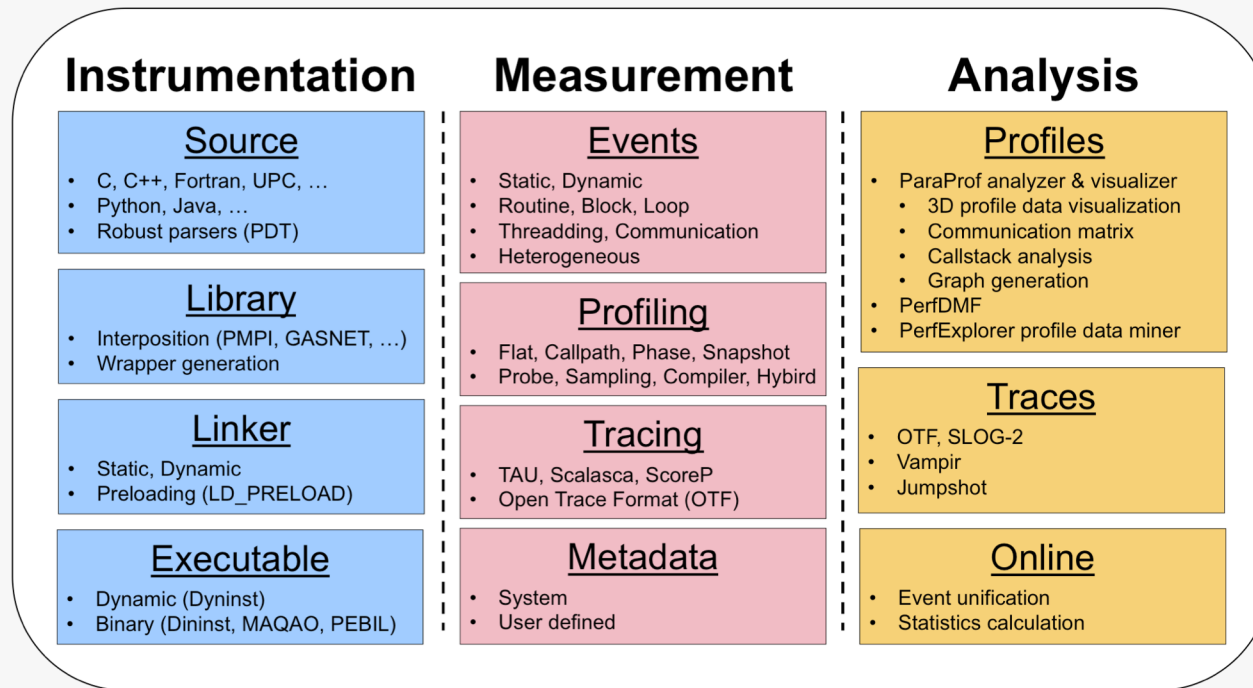 Instrumentation
Source
• C, C++, Fortran, UPC, …
• Python, Java, …
• Robust parsers (PDT)
Library
• Interposition (PMPI, GASNET, …)
• Wrapper generation
Linker
• Static, Dynamic
• Preloading (LD_PRELOAD)
Executable
• Dynamic (Dyninst)
• Binary (Dininst, MAQAO, PEBIL)
Measurement
Events
• Static, Dynamic
• Routine, Block, Loop
• Threadding, Communication
• Heterogeneous
Profiling
• Flat, Callpath, Phase, Snapshot
• Probe, Sampling, Compiler, Hybird
Tracing
• TAU, Scalasca, ScoreP
• Open Trace Format (OTF)
Metadata
• System
• User defined
Analysis
Profiles
• ParaProf analyzer & visualizer
• 3D profile data visualization
• Communication matrix
• Callstack analysis
• Graph generation
• PerfDMF
• PerfExplorer profile data miner
Traces
• OTF, SLOG-2
• Vampir
• Jumpshot
Online
• Event unification
• Statistics calculation